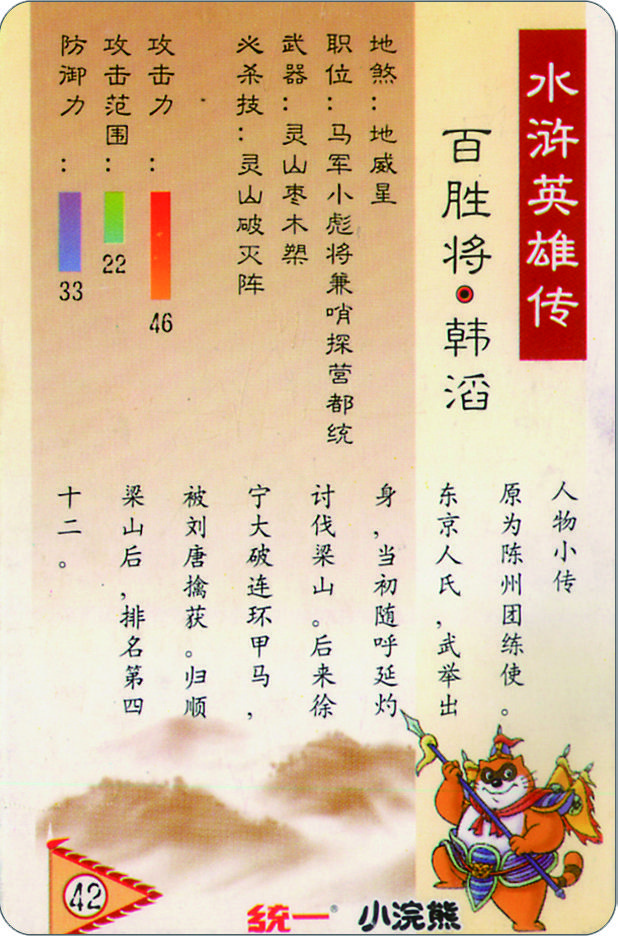 水浒英雄传
百胜将·韩滔
地煞：地威星
职位：马军小彪将兼哨探营都统
武器：灵山枣木槊
必杀技：灵山破灭阵
攻击力：
46
攻击范围：
22
防御力：
33
人物小传
原为陈州团练使。
东京人氏，武举出
身，当初随呼延灼
讨伐梁山。后来徐
宁大破连环甲马，
被刘唐擒获。归顺
梁山后，排名第四
十二。
42
统一®
小浣熊